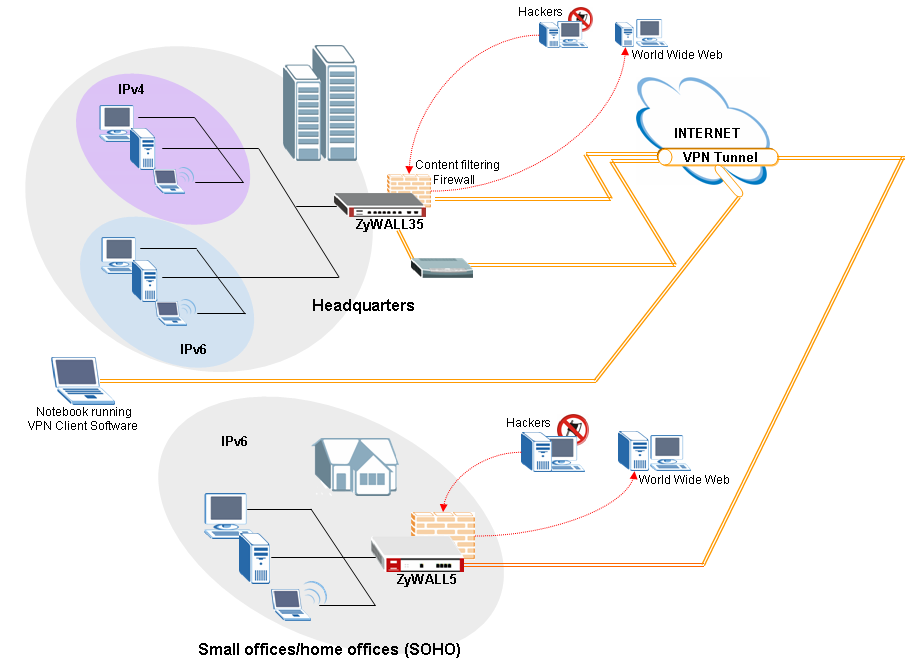 Hackers
World Wide Web
IPv4
INTERNET
VPN Tunnel
Content filtering
Firewall
ZyWALL35
Headquarters
IPv6
Notebook running
VPN Client Software
Hackers
IPv6
World Wide Web
ZyWALL5
Small offices/home offices (SOHO)